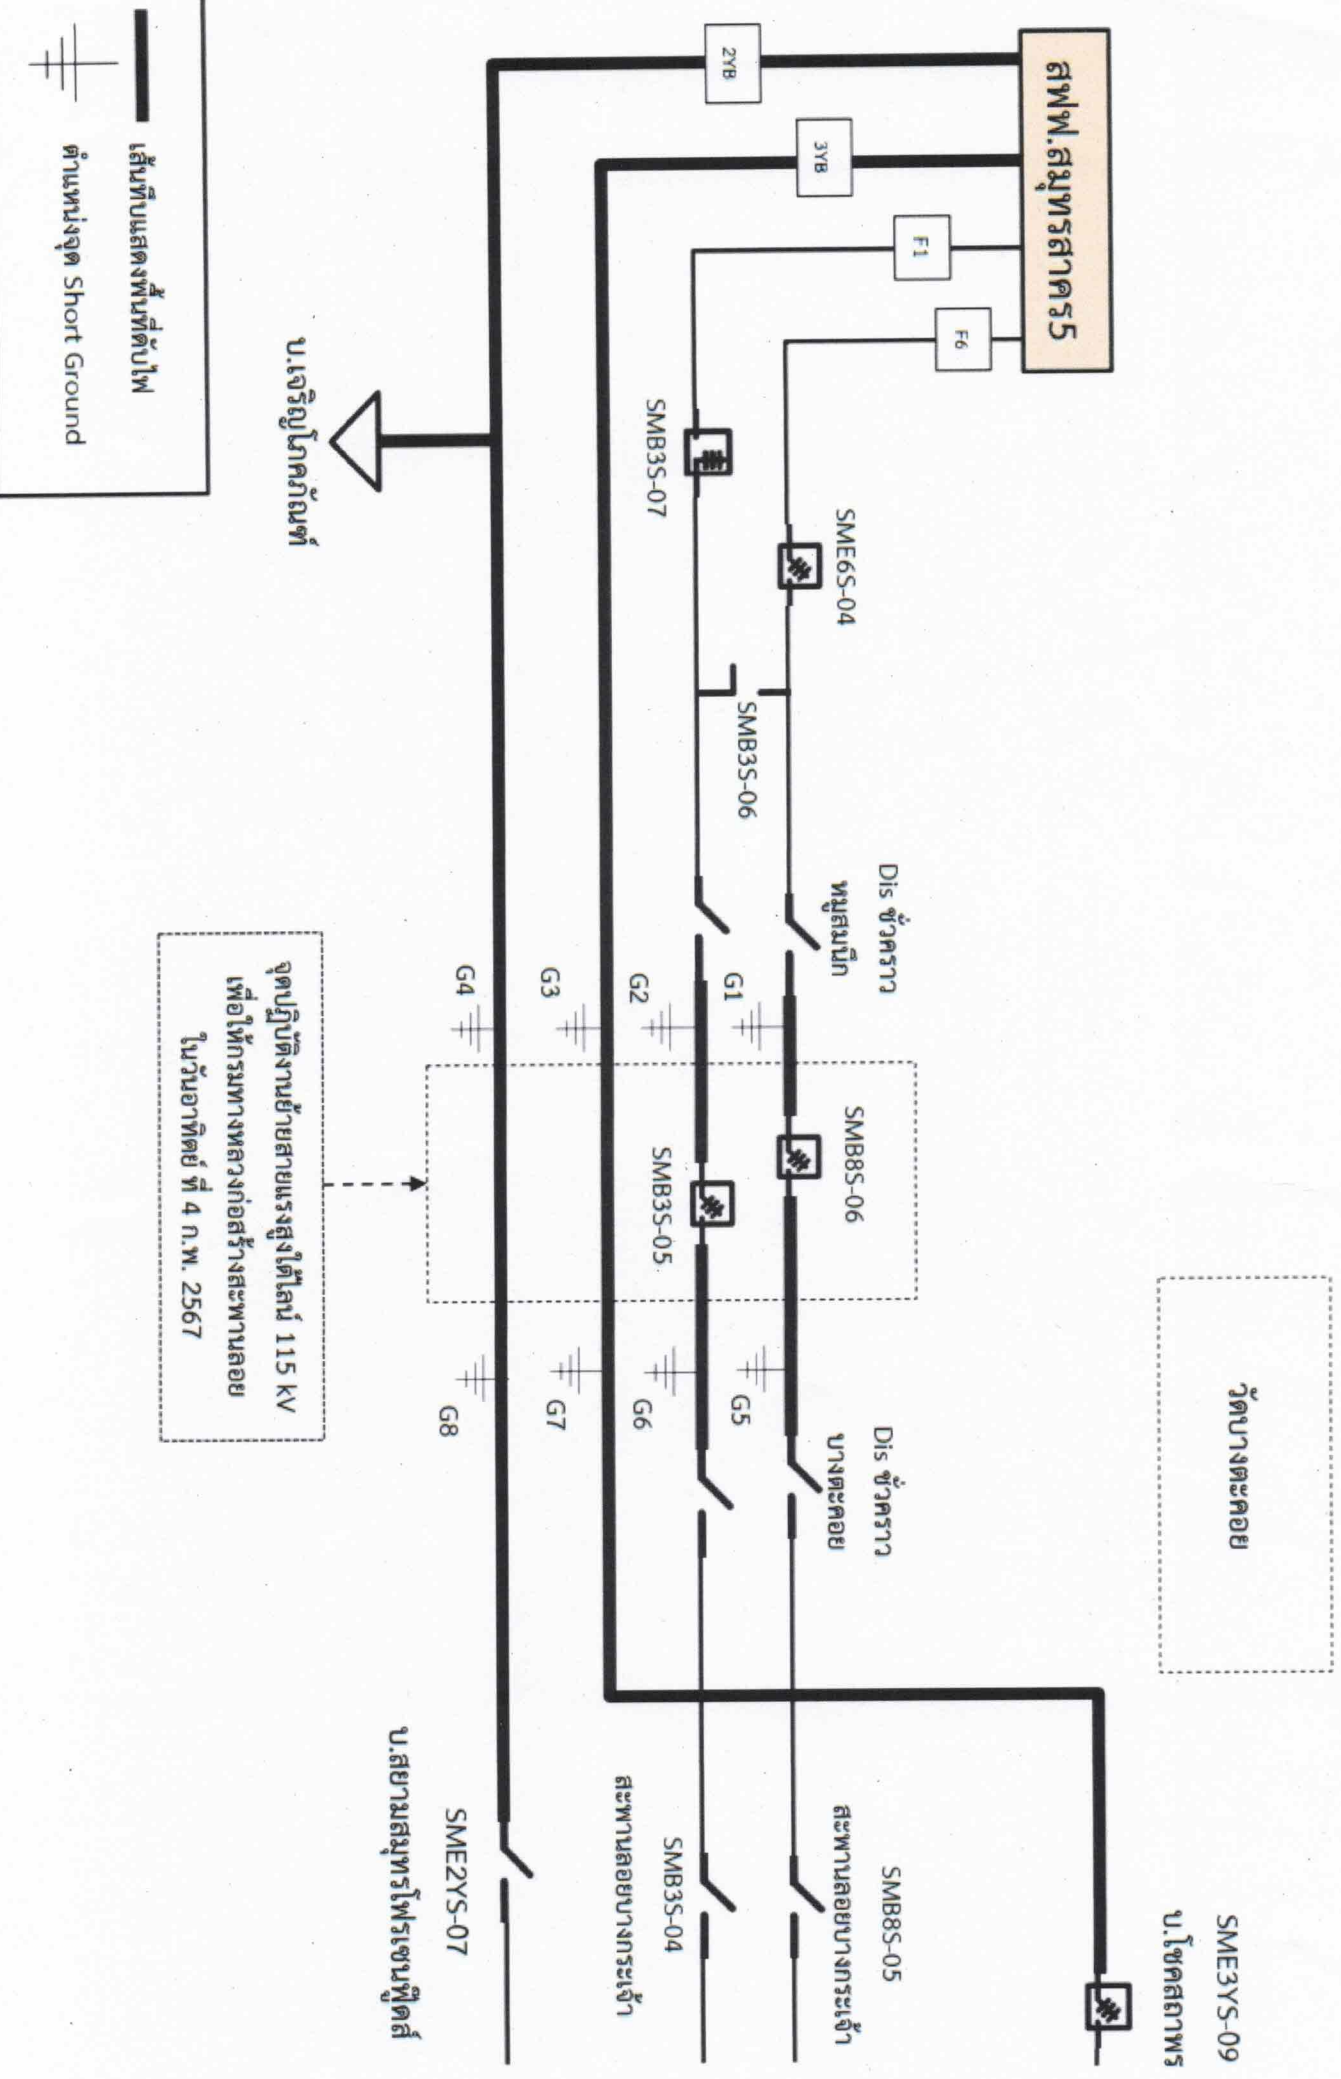 สฟฟ.สมุทรสาคร5
2YB
3YB
F1
F6
SME3YS-09
บ.โชคสถาพร
วัดบางตะคอย
SME6S-04
SMB3S-07
SMB3S-06
Dis ชั่วคราว
หมูสมนึก
SMB8S-06
SMB3S-05
Dis ชั่วคราว
บางตะคอย
SMB8S-05
สะพานลอยบางกระเจ้า
SMB3S-04
สะพานลอยบางกระเจ้า
G1
G2
G3
G4
G5
G6
G7
G8
SME2YS-07
บ.สยามสมุทรโฟรเซนฟู๊ดส์
บ.เจริญโภคภัณฑ์
จุดปฏิบัติงานย้ายสายแรงสูงใต้ไลน์ 115 kV
เพื่อให้กรมทางหลวงก่อสร้างสะพานลอย
ในวันอาทิตย์ ที่ 4 ก.พ. 2567
เส้นทึบแสดงพื้นที่ดับไฟ
ตำแหน่งจุด Short Ground